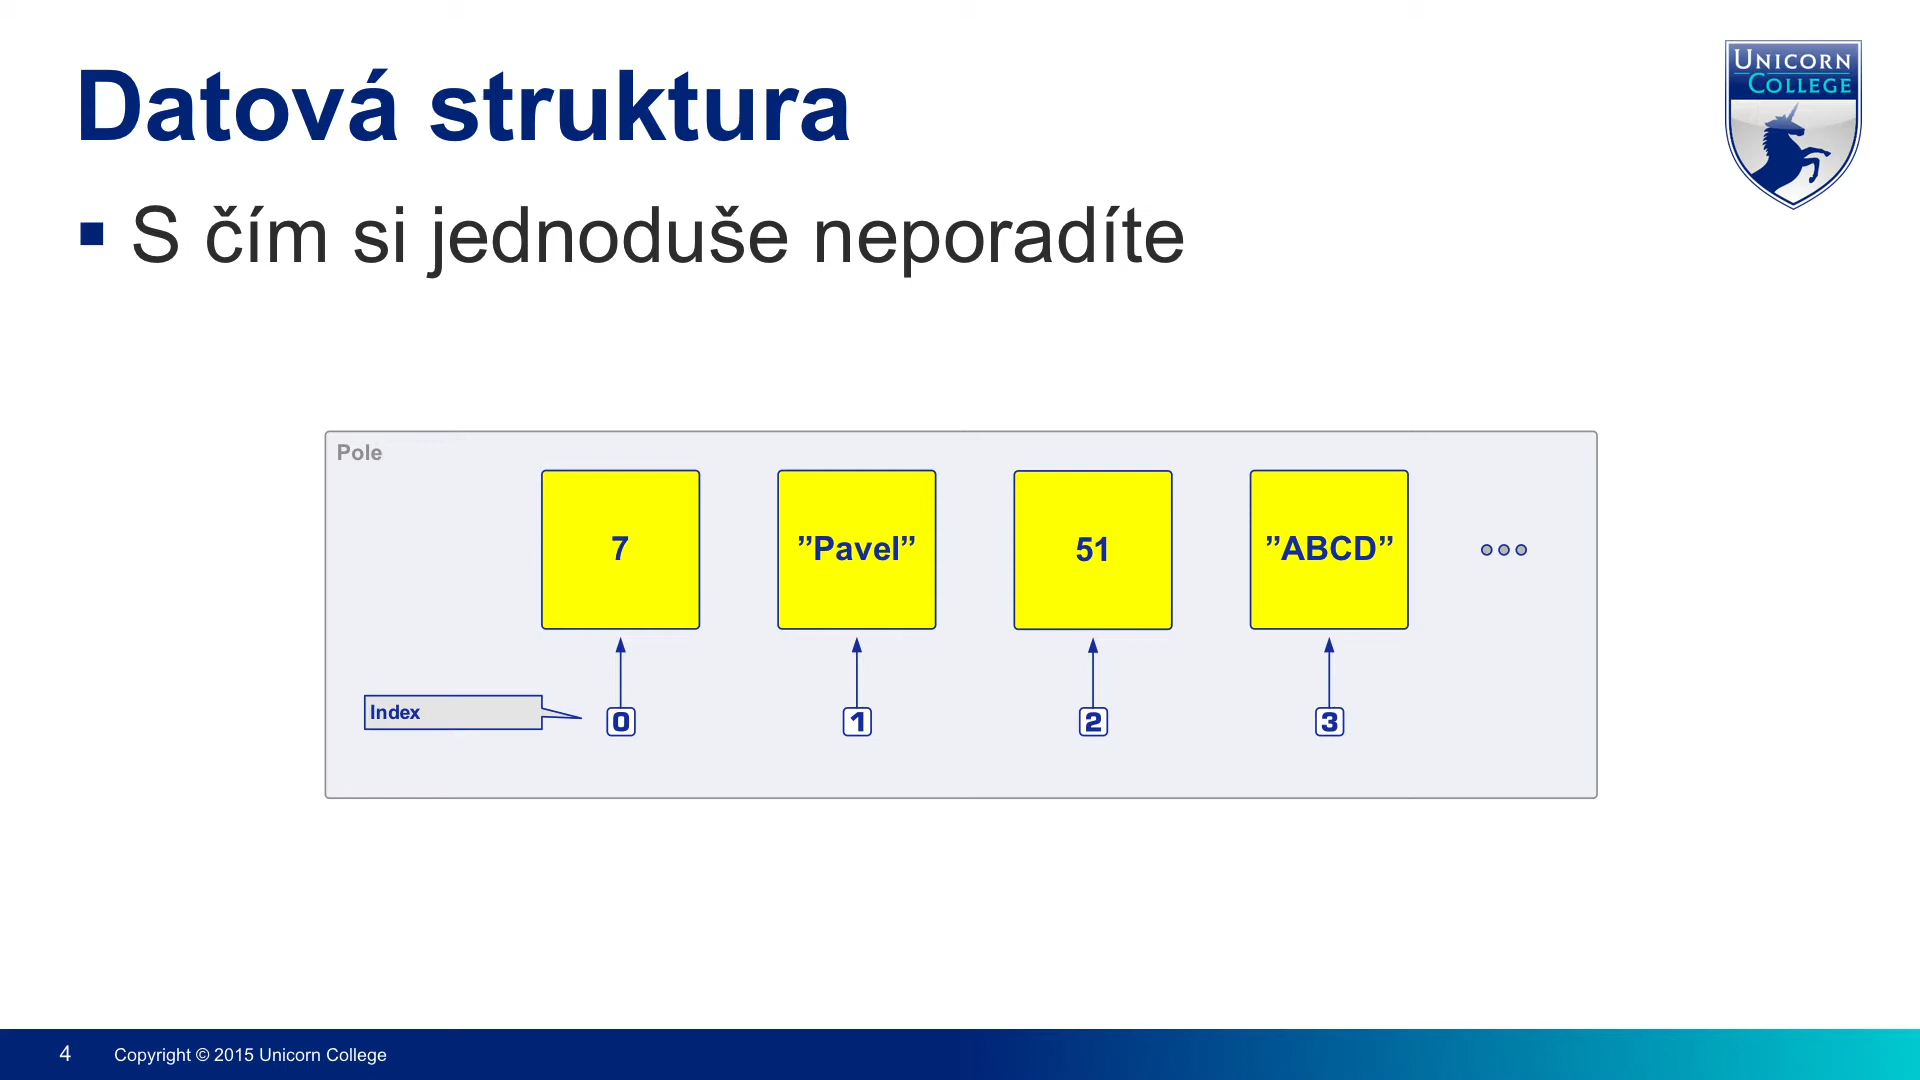 Datová struktura
UNICORN
COLLEGE
S čím si jednoduše neporadíte
Pole
7 ”Pavel” 51 ”ABCD”
Index 0 1 2 3
4 Copyright © 2015 Unicorn College